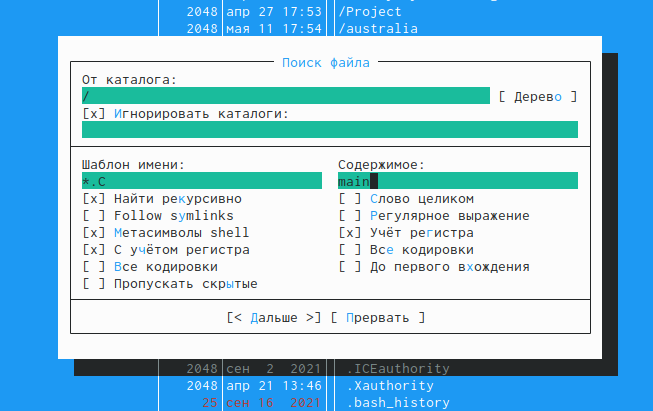 2048 апр 27 17:53 /Project
2048 мая 11 17:54 /australia
Поиск файла
От каталога:
/ [ Дерево ]
[x] Игнорировать каталоги:
Шаблон имени: Содержимое:
*.C main
[x] Найти рекурсивно [ ] Слово целиком
[ ] Follow symlinks [ ] Регулярное выражение
[x] Метасимволы shell [x] Учёт регистра
[x] С учётом регистра [ ] Все кодировки
[ ] Все кодировки [ ] До первого вхождения
[ ] Пропускать скрытые
[< Дальше >] [ Прервать ]
2048 сен 2 2021 .ICEauthority
2048 апр 21 13:46 .Xauthority
25 сен 16 2021 .bash_history